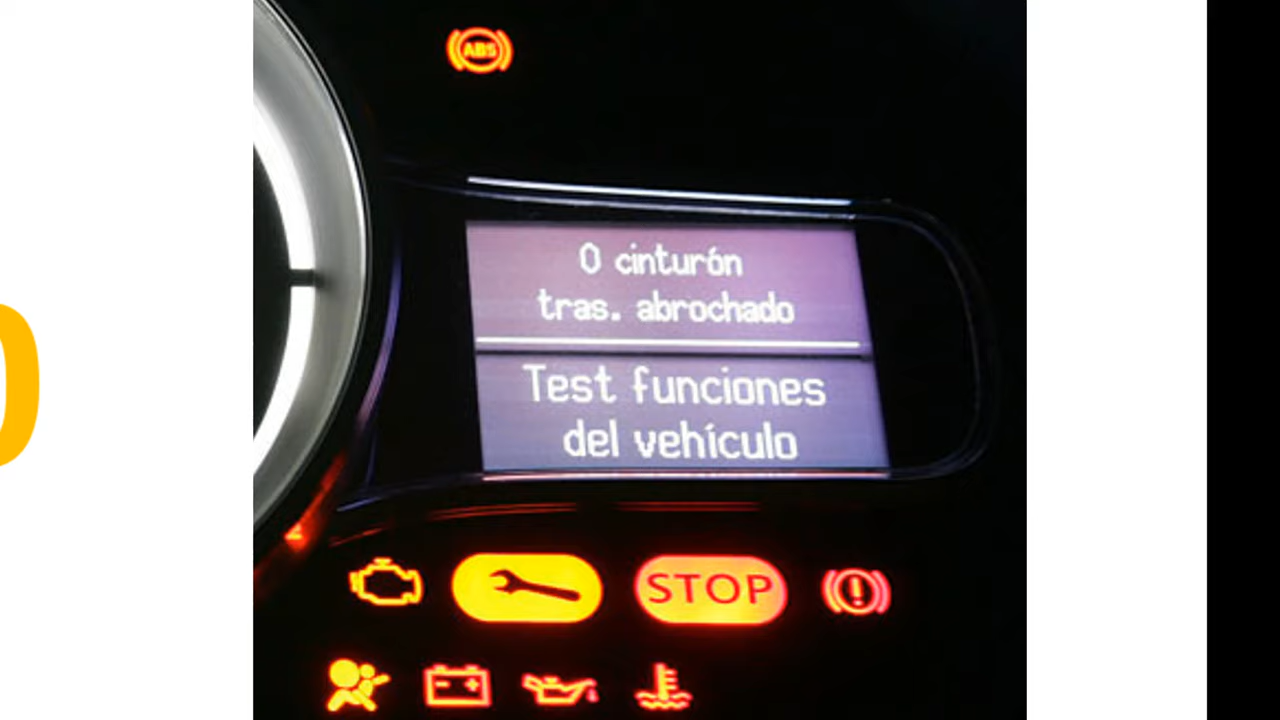 ABS
0 cinturón
tras. abrochado
Test funciones
del vehículo
STOP